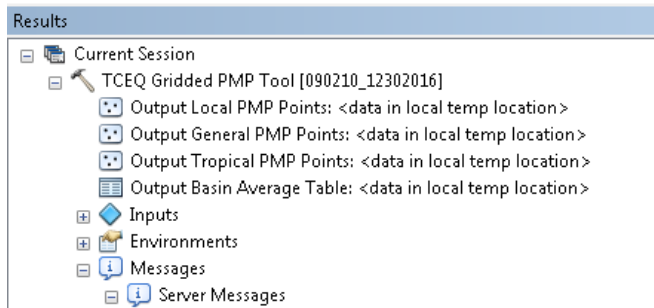 Results
Current Session
TCEQ Gridded PMP Tool [090210_12302016]
Output Local PMP Points: <data in local temp location>
Output General PMP Points: <data in local temp location>
Output Tropical PMP Points: <data in local temp location>
Output Basin Average Table: <data in local temp location>
Inputs
Environments
Messages
Server Messages